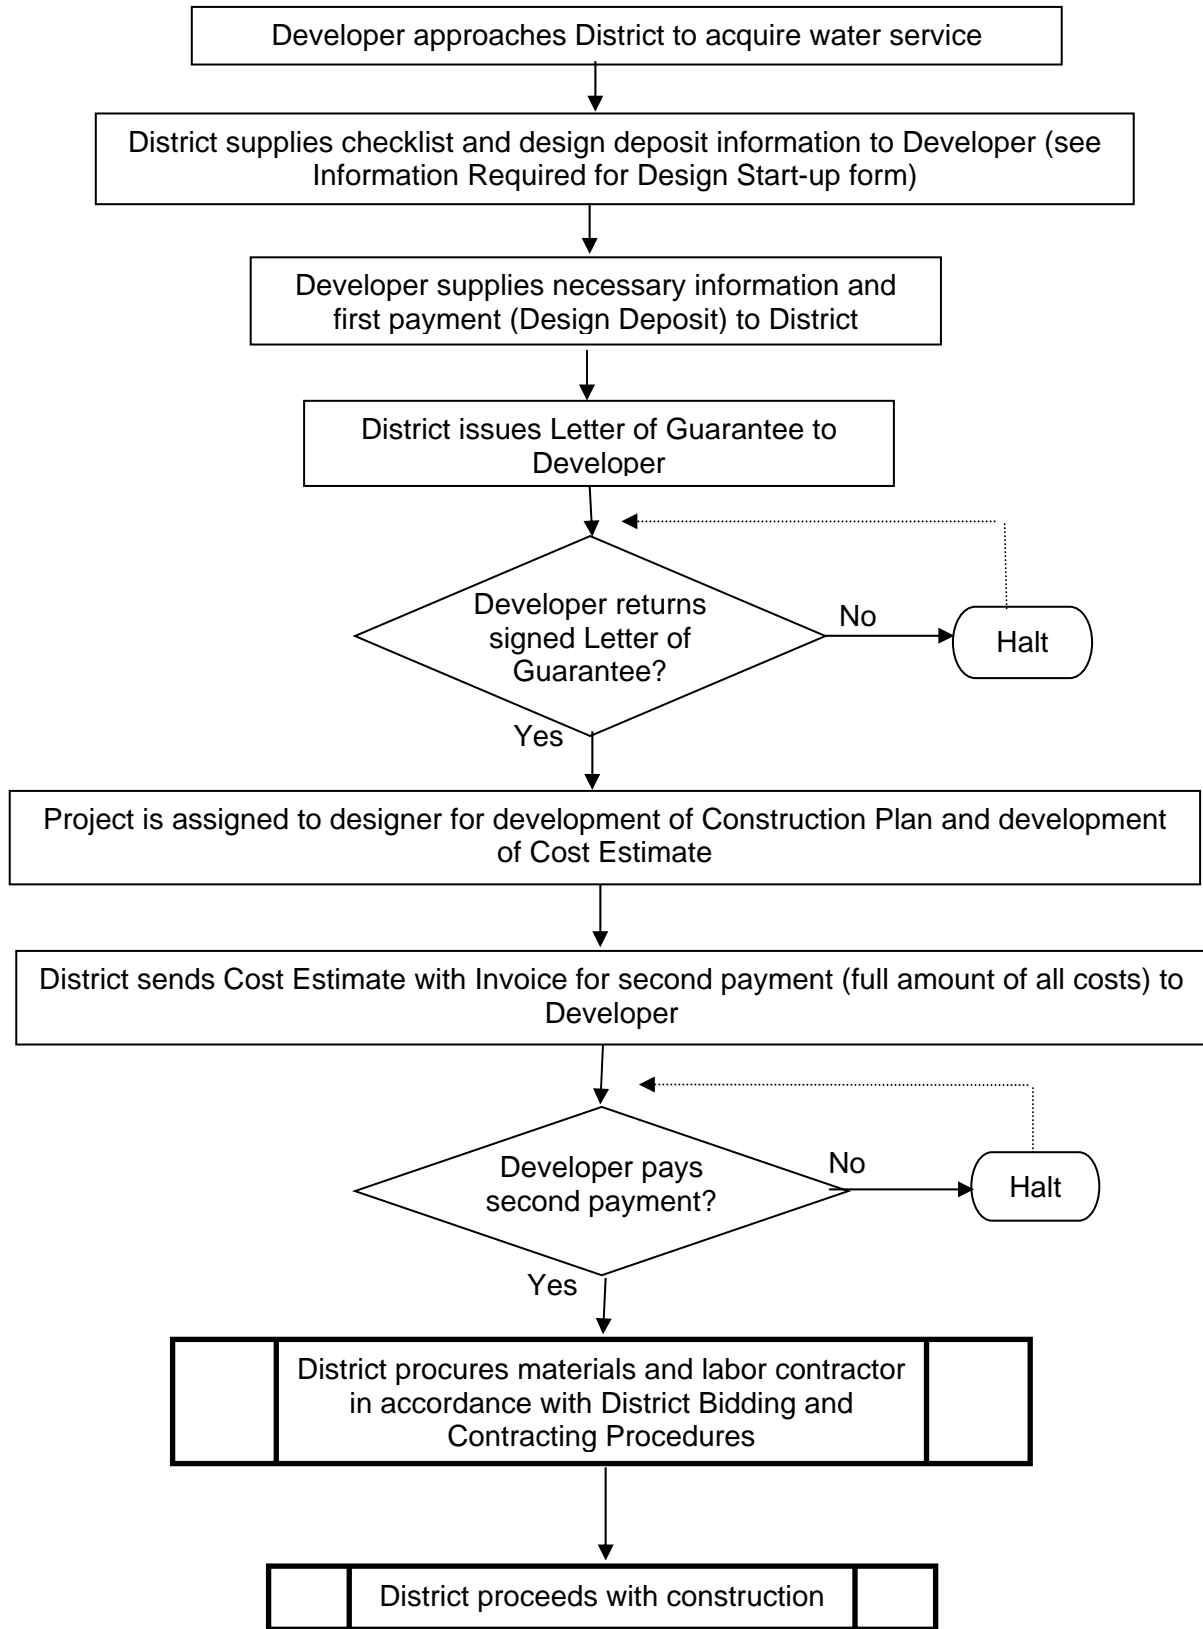 Developer approaches District to acquire water service
District supplies checklist and design deposit information to Developer (see
Information Required for Design Start-up form)
Developer supplies necessary information and
first payment (Design Deposit) to District
District issues Letter of Guarantee to
Developer
Developer returns
signed Letter of
Guarantee?
No
Halt
Yes
Project is assigned to designer for development of Construction Plan and development
of Cost Estimate
District sends Cost Estimate with Invoice for second payment (full amount of all costs) to
Developer
Developer pays
second payment?
No
Halt
Yes
District procures materials and labor contractor
in accordance with District Bidding and
Contracting Procedures
District proceeds with construction